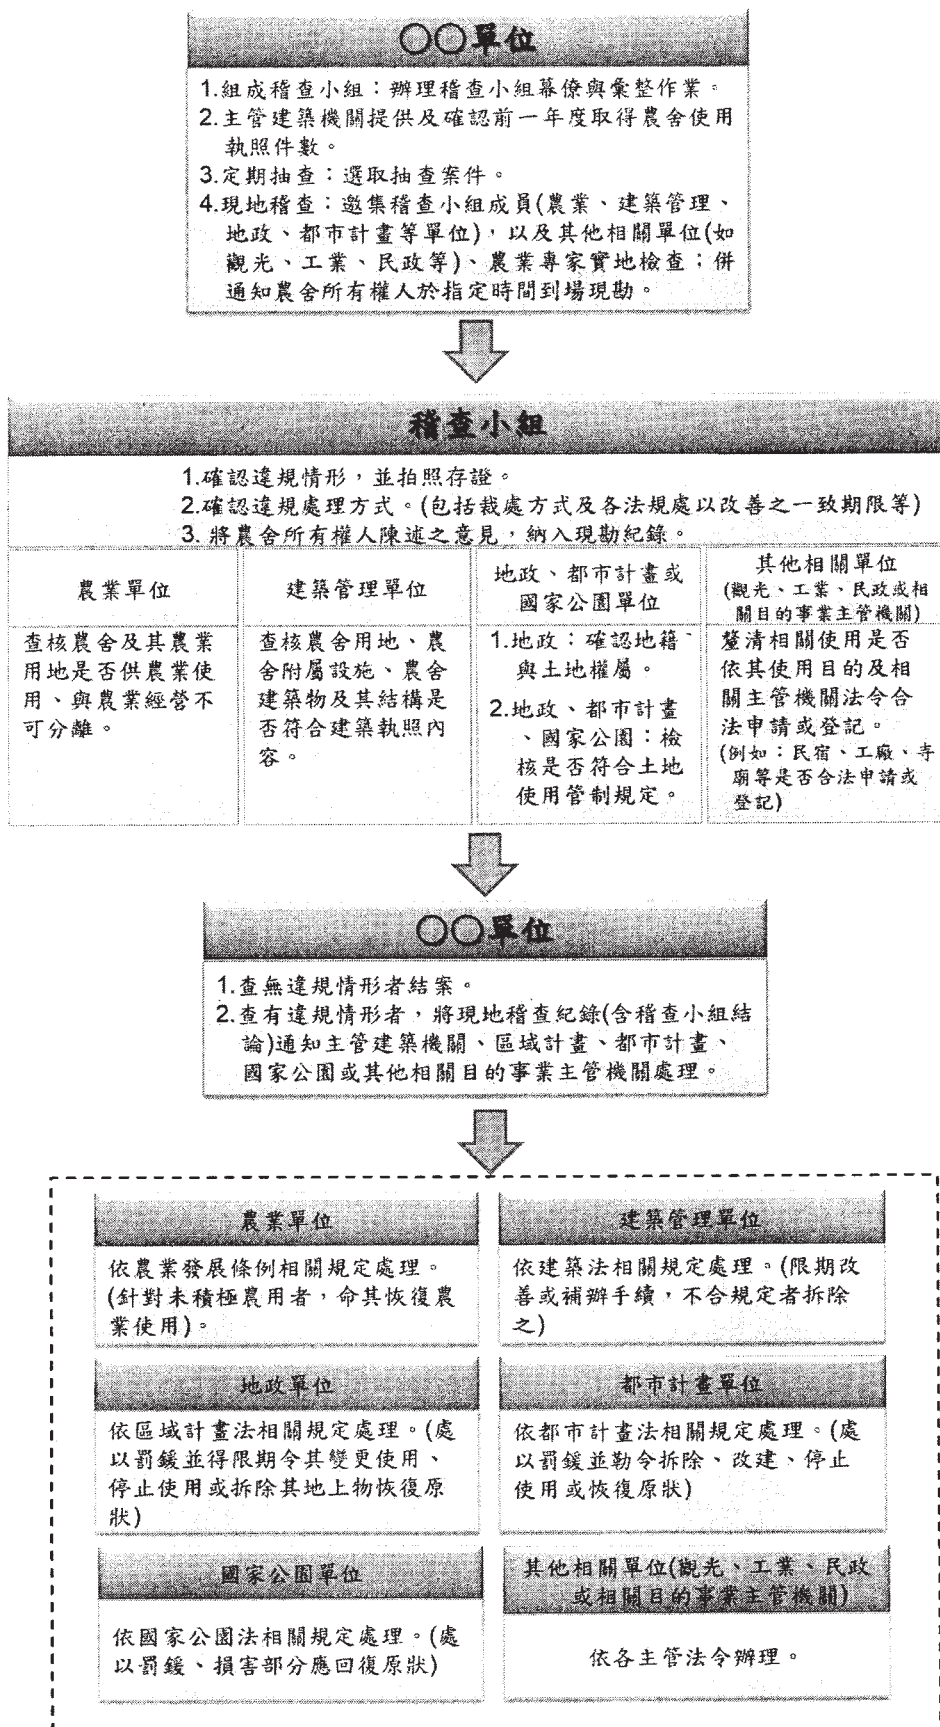 〇〇單位
1.組成稽查小組：辦理稽查小組幕僚與彙整作業。
2.主管建築機關提供及確認前一年度取得農舍使用
執照件數。
3.定期抽查：選取抽查案件。
4.現地稽查：邀集稽查小組成員(農業、建築管理、
地政、都市計畫等單位)，以及其他相關單位(如
觀光、工業、民政等)、農業專家實地檢查；併
通知農舍所有權人於指定時間到場現勘。
稽查小組
1.確認違規情形，並拍照存證。
2.確認違規處理方式。(包括裁處方式及各法規處以改善之一致期限等)
3. 將農舍所有權人陳述之意見，納入現勘紀錄。
農業單位
查核農舍及其農業
用地是否供農業使
用、與農業經營不
可分離。
建築管理單位
查核農舍用地、農
舍附屬設施、農舍
建築物及其結構是
否符合建築執照內
容。
地政、都市計畫或
國家公園單位
1.地政：確認地籍
與土地權屬。
2.地政、都市計畫
、國家公園：檢
核是否符合土地
使用管制規定。
其他相關單位
(觀光、工業、民政或相
關目的事業主管機關)
釐清相關使用是否
依其使用目的及相
關主管機關法令合
法申請或登記。
(例如：民宿、工廠、寺
廟等是否合法申請或
登記)
〇〇單位
1.查無違規情形者結案。
2.查有違規情形者，將現地稽查紀錄(含稽查小組結
論)通知主管建築機關、區域計畫、都市計畫、
國家公園或其他相關目的事業主管機關處理。
農業單位
依農業發展條例相關規定處理。
(針對未積極農用者，命其恢復農
業使用)。
建築管理單位
依建築法相關規定處理。(限期改
善或補辦手續，不合規定者拆除
之)
地政單位
依區域計畫法相關規定處理。(處
以罰鍰並得限期令其變更使用、
停止使用或拆除其地上物恢復原
狀)
都市計畫單位
依都市計畫法相關規定處理。(處
以罰鍰並勒令拆除、改建、停止
使用或恢復原狀)
國家公園單位
依國家公園法相關規定處理。(處
以罰鍰、損害部分應回復原狀)
其他相關單位(觀光、工業、民政
或相關目的事業主管機關)
依各主管法令辦理。